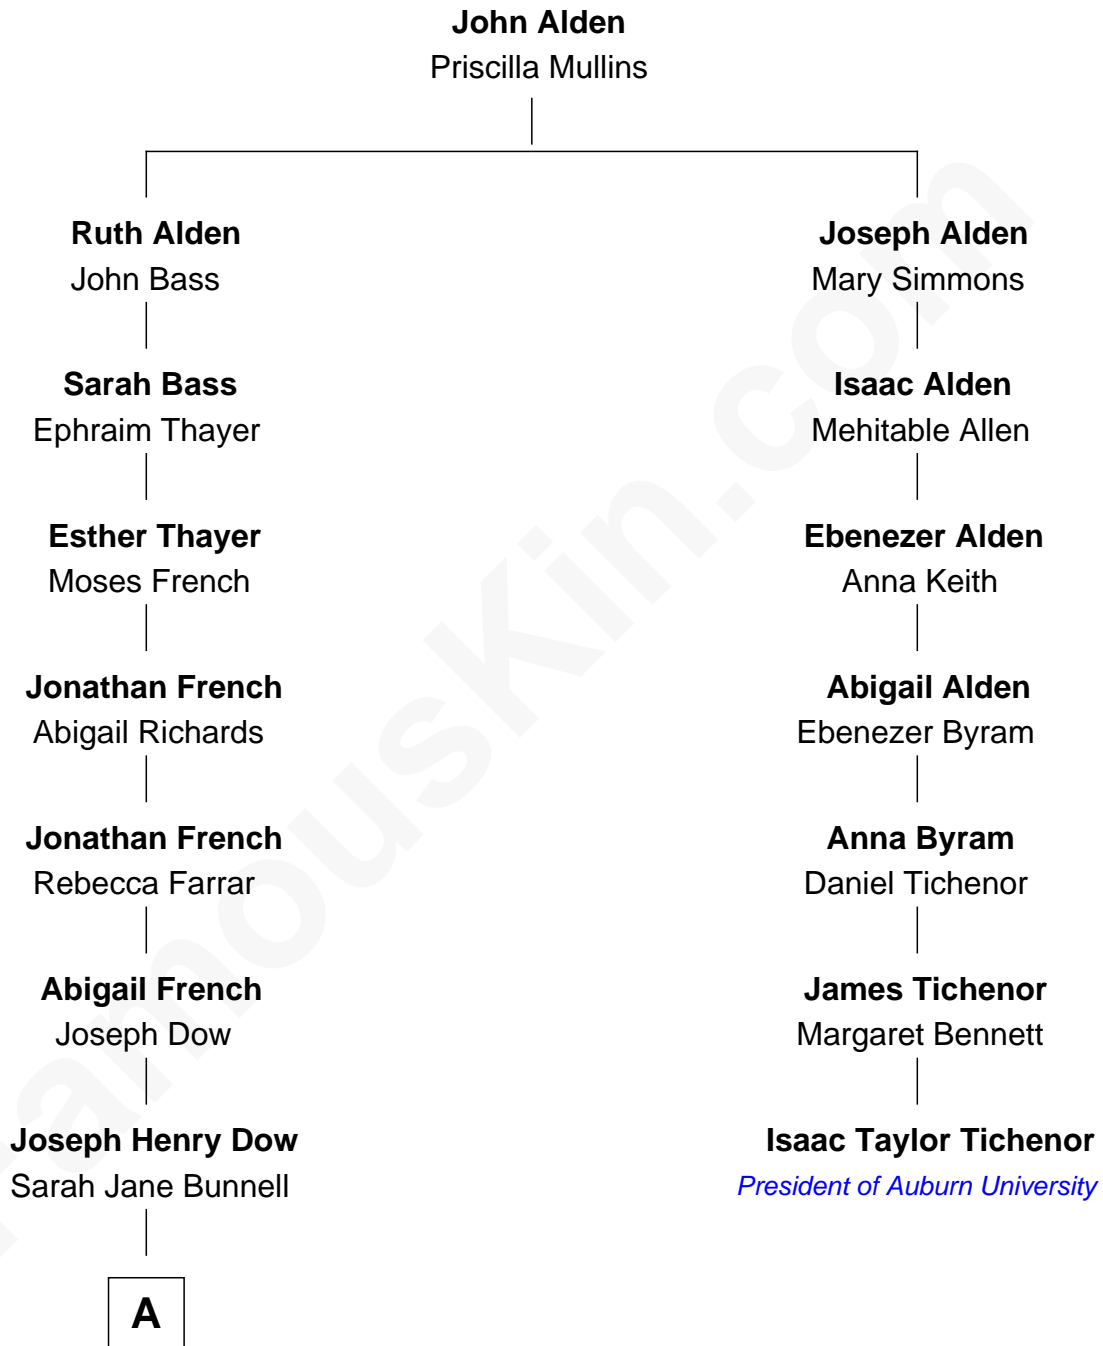 John Alden
Priscilla Mullins
Ruth Alden
John Bass
Joseph Alden
Mary Simmons
Sarah Bass
Ephraim Thayer
Isaac Alden
Mehitable Allen
Esther Thayer
Moses French
Ebenezer Alden
Anna Keith
Jonathan French
Abigail Richards
Abigail Alden
Ebenezer Byram
Jonathan French
Rebecca Farrar
Anna Byram
Daniel Tichenor
Abigail French
Joseph Dow
James Tichenor
Margaret Bennett
Joseph Henry Dow
Sarah Jane Bunnell
Isaac Taylor Tichenor
President of Auburn University
A
FamousKin.com